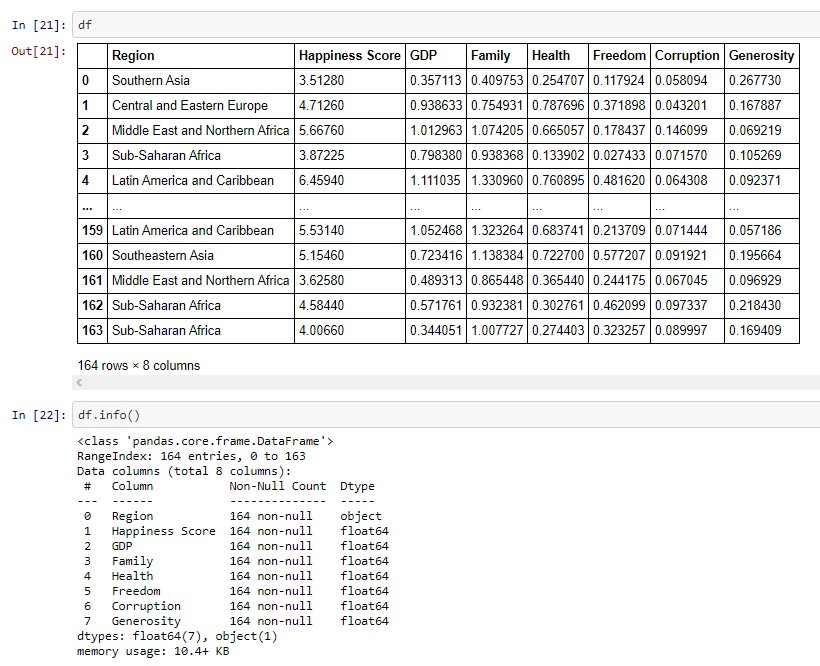 In [21]: df
Out[21]:
Region Happiness Score GDP Family Health Freedom Corruption Generosity
0 Southern Asia 3.51280 0.357113 0.409753 0.254707 0.117924 0.058094 0.267730
1 Central and Eastern Europe 4.71260 0.938633 0.754931 0.787696 0.371898 0.043201 0.167887
2 Middle East and Northern Africa 5.66760 1.012963 1.074205 0.665057 0.178437 0.146099 0.069219
3 Sub-Saharan Africa 3.87225 0.798380 0.938368 0.133902 0.027433 0.071570 0.105269
4 Latin America and Caribbean 6.45940 1.111035 1.330960 0.760895 0.481620 0.064308 0.092371
... ... ... ... ... ... ... ... ...
159 Latin America and Caribbean 5.53140 1.052468 1.323264 0.683741 0.213709 0.071444 0.057186
160 Southeastern Asia 5.15460 0.723416 1.138384 0.722700 0.577207 0.091921 0.195664
161 Middle East and Northern Africa 3.62580 0.489313 0.865448 0.365440 0.244175 0.067045 0.096929
162 Sub-Saharan Africa 4.58440 0.571761 0.932381 0.302761 0.462099 0.097337 0.218430
163 Sub-Saharan Africa 4.00660 0.344051 1.007727 0.274403 0.323257 0.089997 0.169409
164 rows × 8 columns
In [22]: df.info()
<class 'pandas.core.frame.DataFrame'>
RangeIndex: 164 entries, 0 to 163
Data columns (total 8 columns):
# Column Non-Null Count Dtype
--- ------ -------------- -----
0 Region 164 non-null object
1 Happiness Score 164 non-null float64
2 GDP 164 non-null float64
3 Family 164 non-null float64
4 Health 164 non-null float64
5 Freedom 164 non-null float64
6 Corruption 164 non-null float64
7 Generosity 164 non-null float64
dtypes: float64(7), object(1)
memory usage: 10.4+ KB